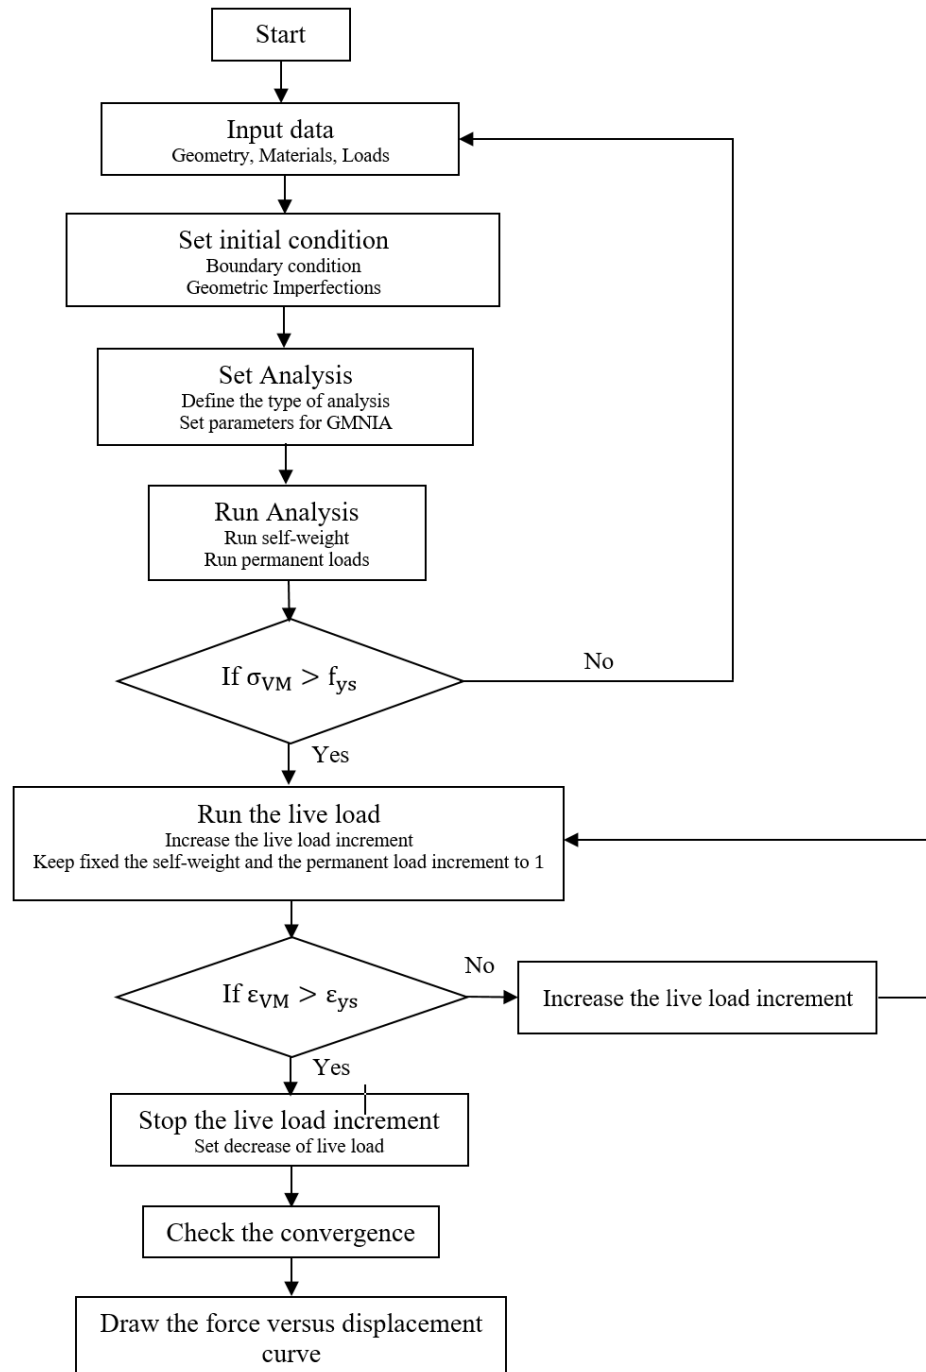 Start
Input data
Geometry, Materials, Loads
Set initial condition
Boundary condition
Geometric Imperfections
Set Analysis
Define the type of analysis
Set parameters for GMNIA
Run Analysis
Run self-weight
Run permanent loads
If σVM > fys
No
Yes
Run the live load
Increase the live load increment
Keep fixed the self-weight and the permanent load increment to 1
If εVM > εys
No
Increase the live load increment
Yes
Stop the live load increment
Set decrease of live load
Check the convergence
Draw the force versus displacement
curve